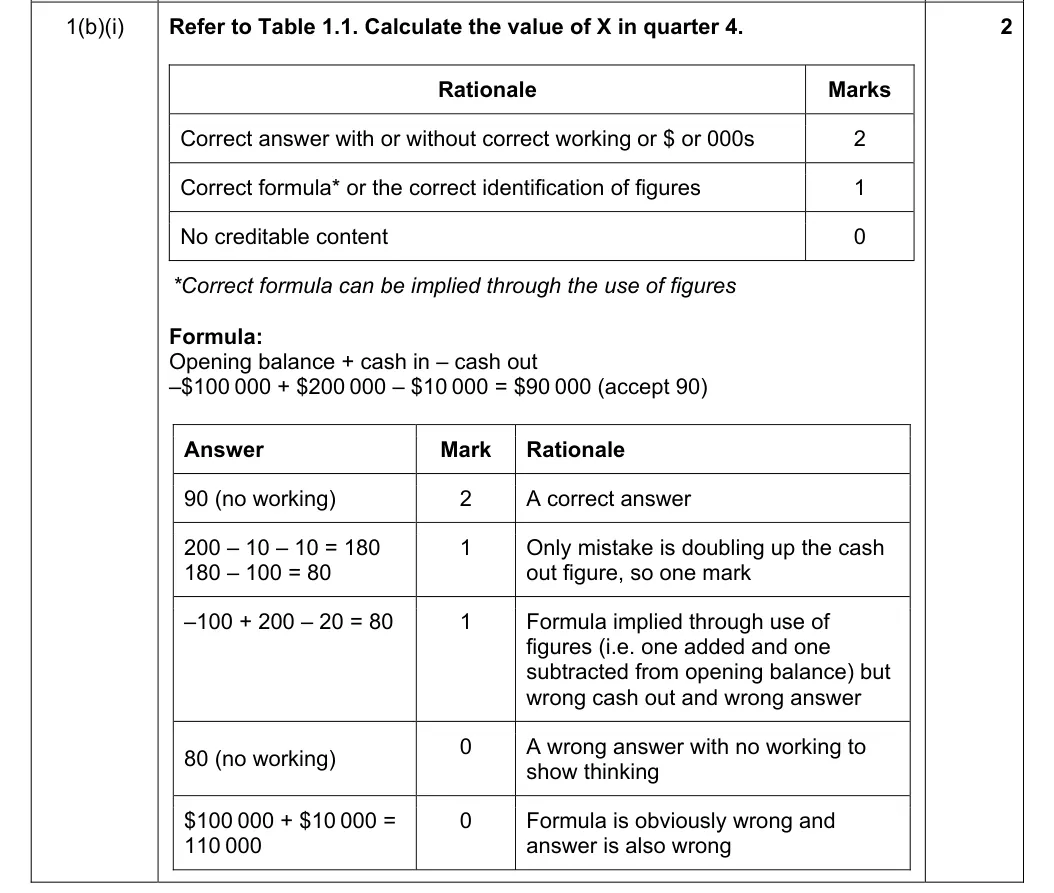 1(b)(i) Refer to Table 1.1. Calculate the value of X in quarter 4. 2
Rationale Marks
Correct answer with or without correct working or $ or 000s 2
Correct formula* or the correct identification of figures 1
No creditable content 0
*Correct formula can be implied through the use of figures
Formula:
Opening balance + cash in – cash out
–$100 000 + $200 000 – $10 000 = $90 000 (accept 90)
Answer Mark Rationale
90 (no working) 2 A correct answer
200 – 10 – 10 = 180 1 Only mistake is doubling up the cash
180 – 100 = 80 out figure, so one mark
–100 + 200 – 20 = 80 1 Formula implied through use of
figures (i.e. one added and one
subtracted from opening balance) but
wrong cash out and wrong answer
80 (no working) 0 A wrong answer with no working to
show thinking
$100 000 + $10 000 = 0 Formula is obviously wrong and
110 000 answer is also wrong